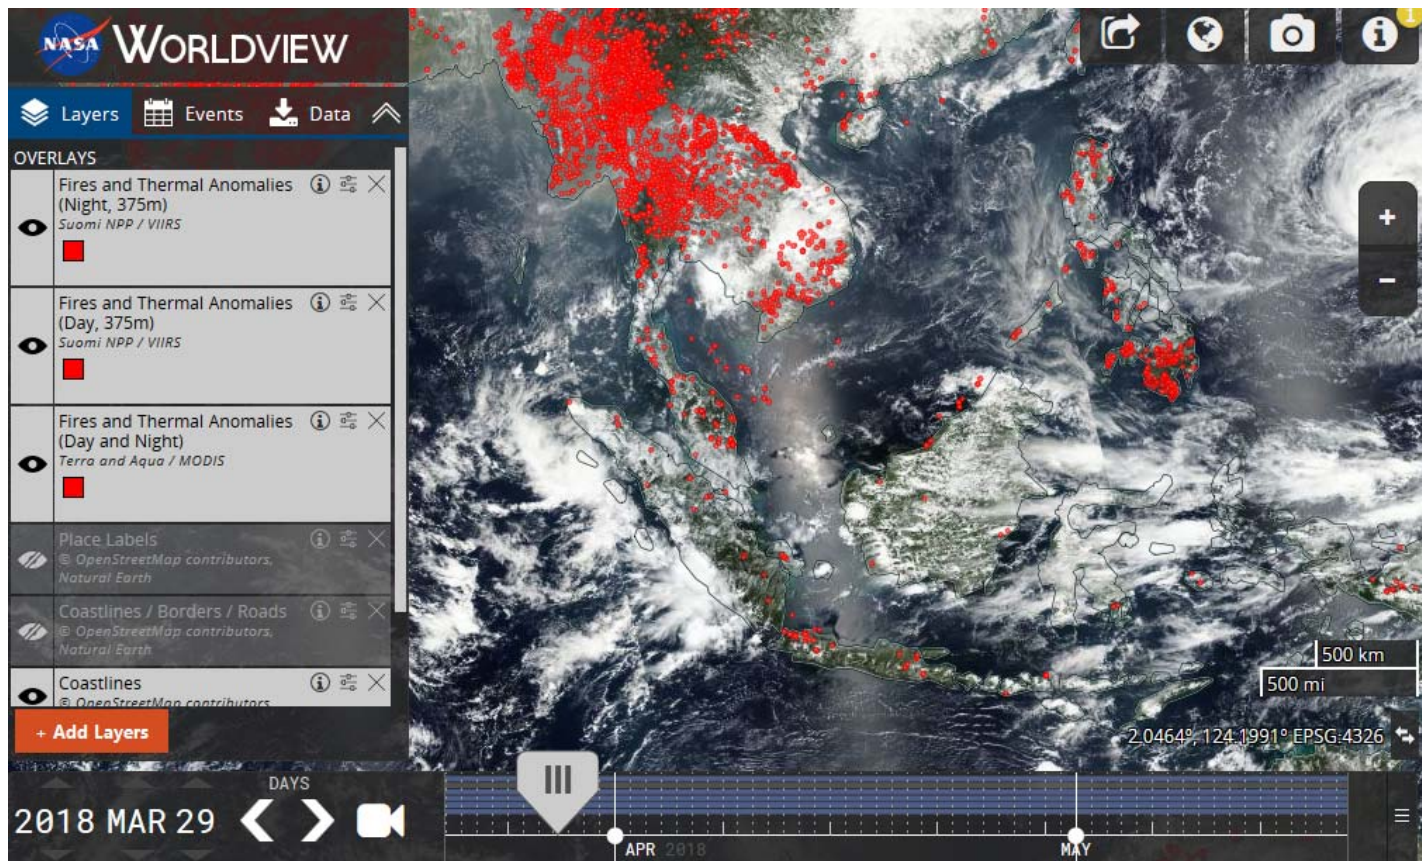 NASA WORLDVIEW
1
Layers Events Data
OVERLAYS
Fires and Thermal Anomalies
(Night, 375m)
Suomi NPP / VIIRS
Fires and Thermal Anomalies
(Day, 375m)
Suomi NPP / VIIRS
Fires and Thermal Anomalies
(Day and Night)
Terra and Aqua / MODIS
Place Labels
© OpenStreetMap contributors,
Natural Earth
Coastlines / Borders / Roads
© OpenStreetMap contributors,
Natural Earth
Coastlines
© OpenStreetMap contributors
+ Add Layers
+
−
500 km
500 mi
2.0464°, 124.1991° EPSG:4326
DAYS
2018 MAR 29
APR 2018
MAY